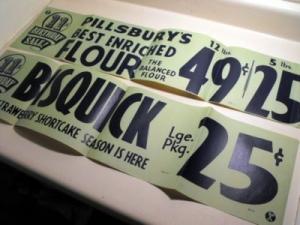 PILLSBURY'S
BEST ENRICHED
FLOUR THE BALANCED FLOUR
12 lbs. 49¢ 5 lbs. 25¢
BISQUICK
STRAWBERRY SHORTCAKE SEASON IS HERE
Lge. Pkg. 25¢